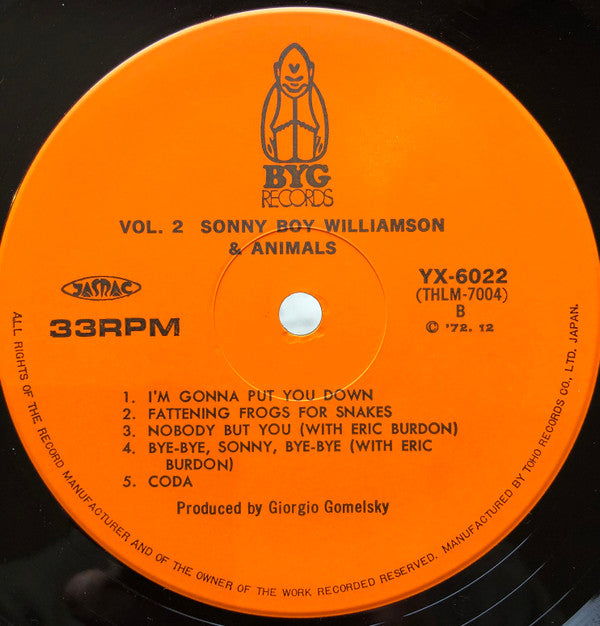 BYG
RECORDS
VOL. 2 SONNY BOY WILLIAMSON
& ANIMALS
JASRAC
33RPM
YX-6022
(THLM-7004)
B
© '72. 12
1. I'M GONNA PUT YOU DOWN
2. FATTENING FROGS FOR SNAKES
3. NOBODY BUT YOU (WITH ERIC BURDON)
4. BYE-BYE, SONNY, BYE-BYE (WITH ERIC
BURDON)
5. CODA
Produced by Giorgio Gomelsky
ALL RIGHTS OF THE RECORD MANUFACTURER AND OF THE OWNER OF THE WORK RECORDED RESERVED. MANUFACTURED BY TOHO RECORDS CO., LTD. JAPAN.